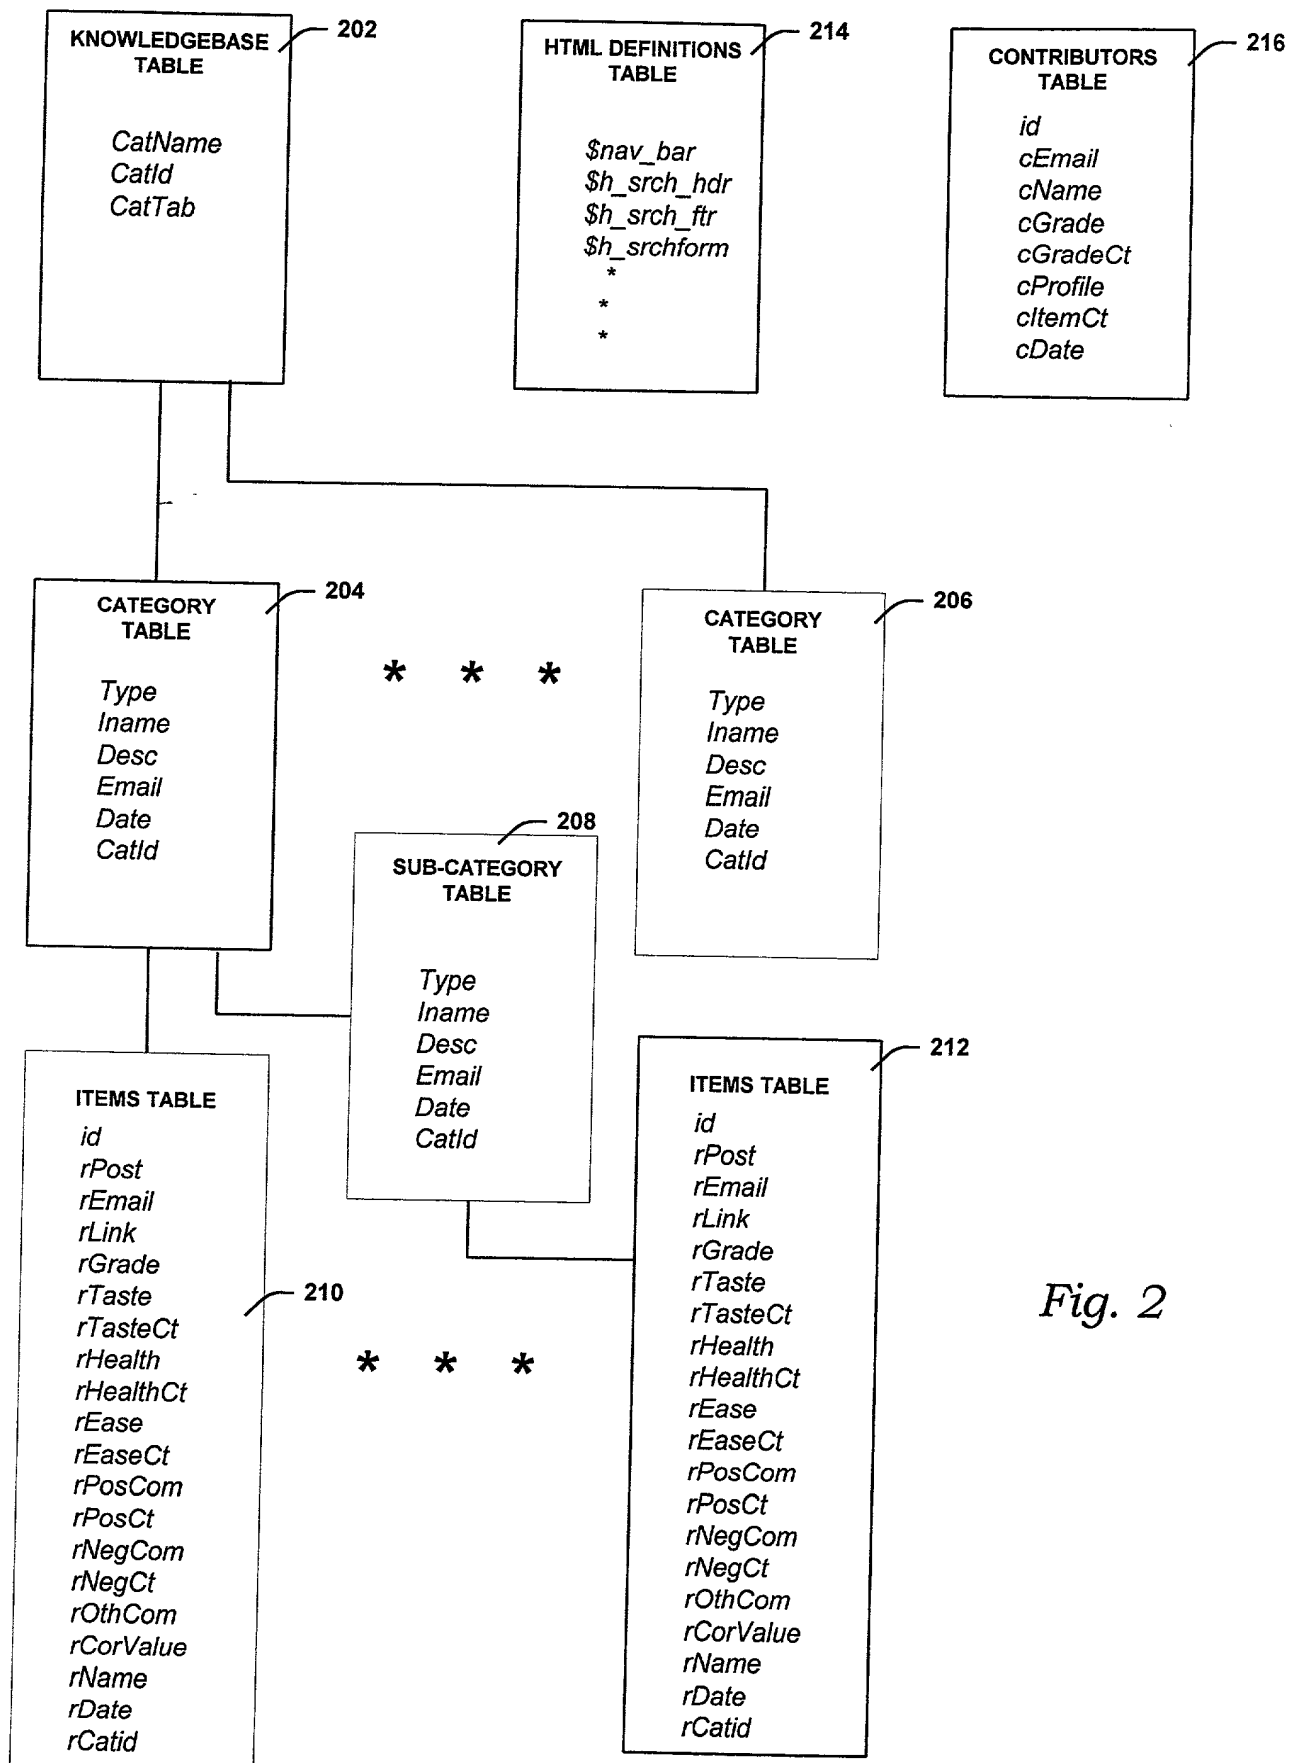 KNOWLEDGEBASE
TABLE
202
CatName
CatId
CatTab
HTML DEFINITIONS
TABLE
214
$nav_bar
$h_srch_hdr
$h_srch_ftr
$h_srchform
*
*
*
CONTRIBUTORS
TABLE
216
id
cEmail
cName
cGrade
cGradeCt
cProfile
cItemCt
cDate
CATEGORY
TABLE
204
Type
Iname
Desc
Email
Date
CatId
* * *
CATEGORY
TABLE
206
Type
Iname
Desc
Email
Date
CatId
208
SUB-CATEGORY
TABLE
Type
Iname
Desc
Email
Date
CatId
ITEMS TABLE
id
rPost
rEmail
rLink
rGrade
rTaste
rTasteCt
rHealth
rHealthCt
rEase
rEaseCt
rPosCom
rPosCt
rNegCom
rNegCt
rOthCom
rCorValue
rName
rDate
rCatid
210
* * *
212
ITEMS TABLE
id
rPost
rEmail
rLink
rGrade
rTaste
rTasteCt
rHealth
rHealthCt
rEase
rEaseCt
rPosCom
rPosCt
rNegCom
rNegCt
rOthCom
rCorValue
rName
rDate
rCatid
Fig. 2